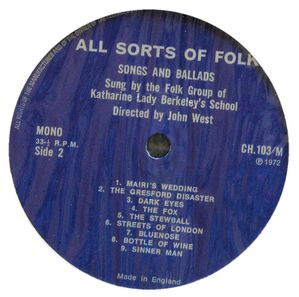 ALL SORTS OF FOLK
SONGS AND BALLADS
Sung by the Folk Group of
Katharine Lady Berkeley's School
Directed by John West
MONO
33-⅓ R.P.M.
Side 2
CH.103/M
Ⓟ 1972
1. MAIRI'S WEDDING
2. THE GRESFORD DISASTER
3. DARK EYES
4. THE FOX
5. THE STEWBALL
6. STREETS OF LONDON
7. BLUENOSE
8. BOTTLE OF WINE
9. SINNER MAN
Made in England